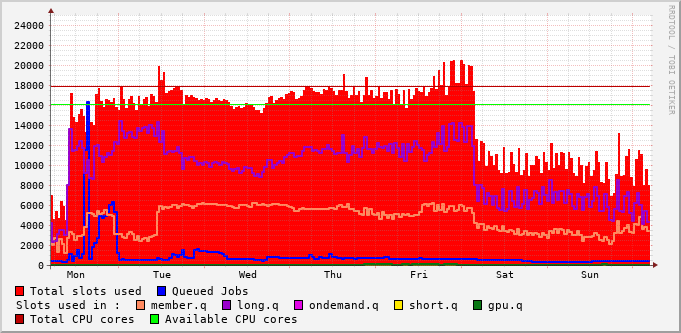 RRDTOOL / TOBI OETIKER
24000
22000
20000
18000
16000
14000
12000
10000
8000
6000
4000
2000
0
Mon Tue Wed Thu Fri Sat Sun
Total slots used Queued Jobs
Slots used in : member.q long.q ondemand.q short.q gpu.q
Total CPU cores Available CPU cores